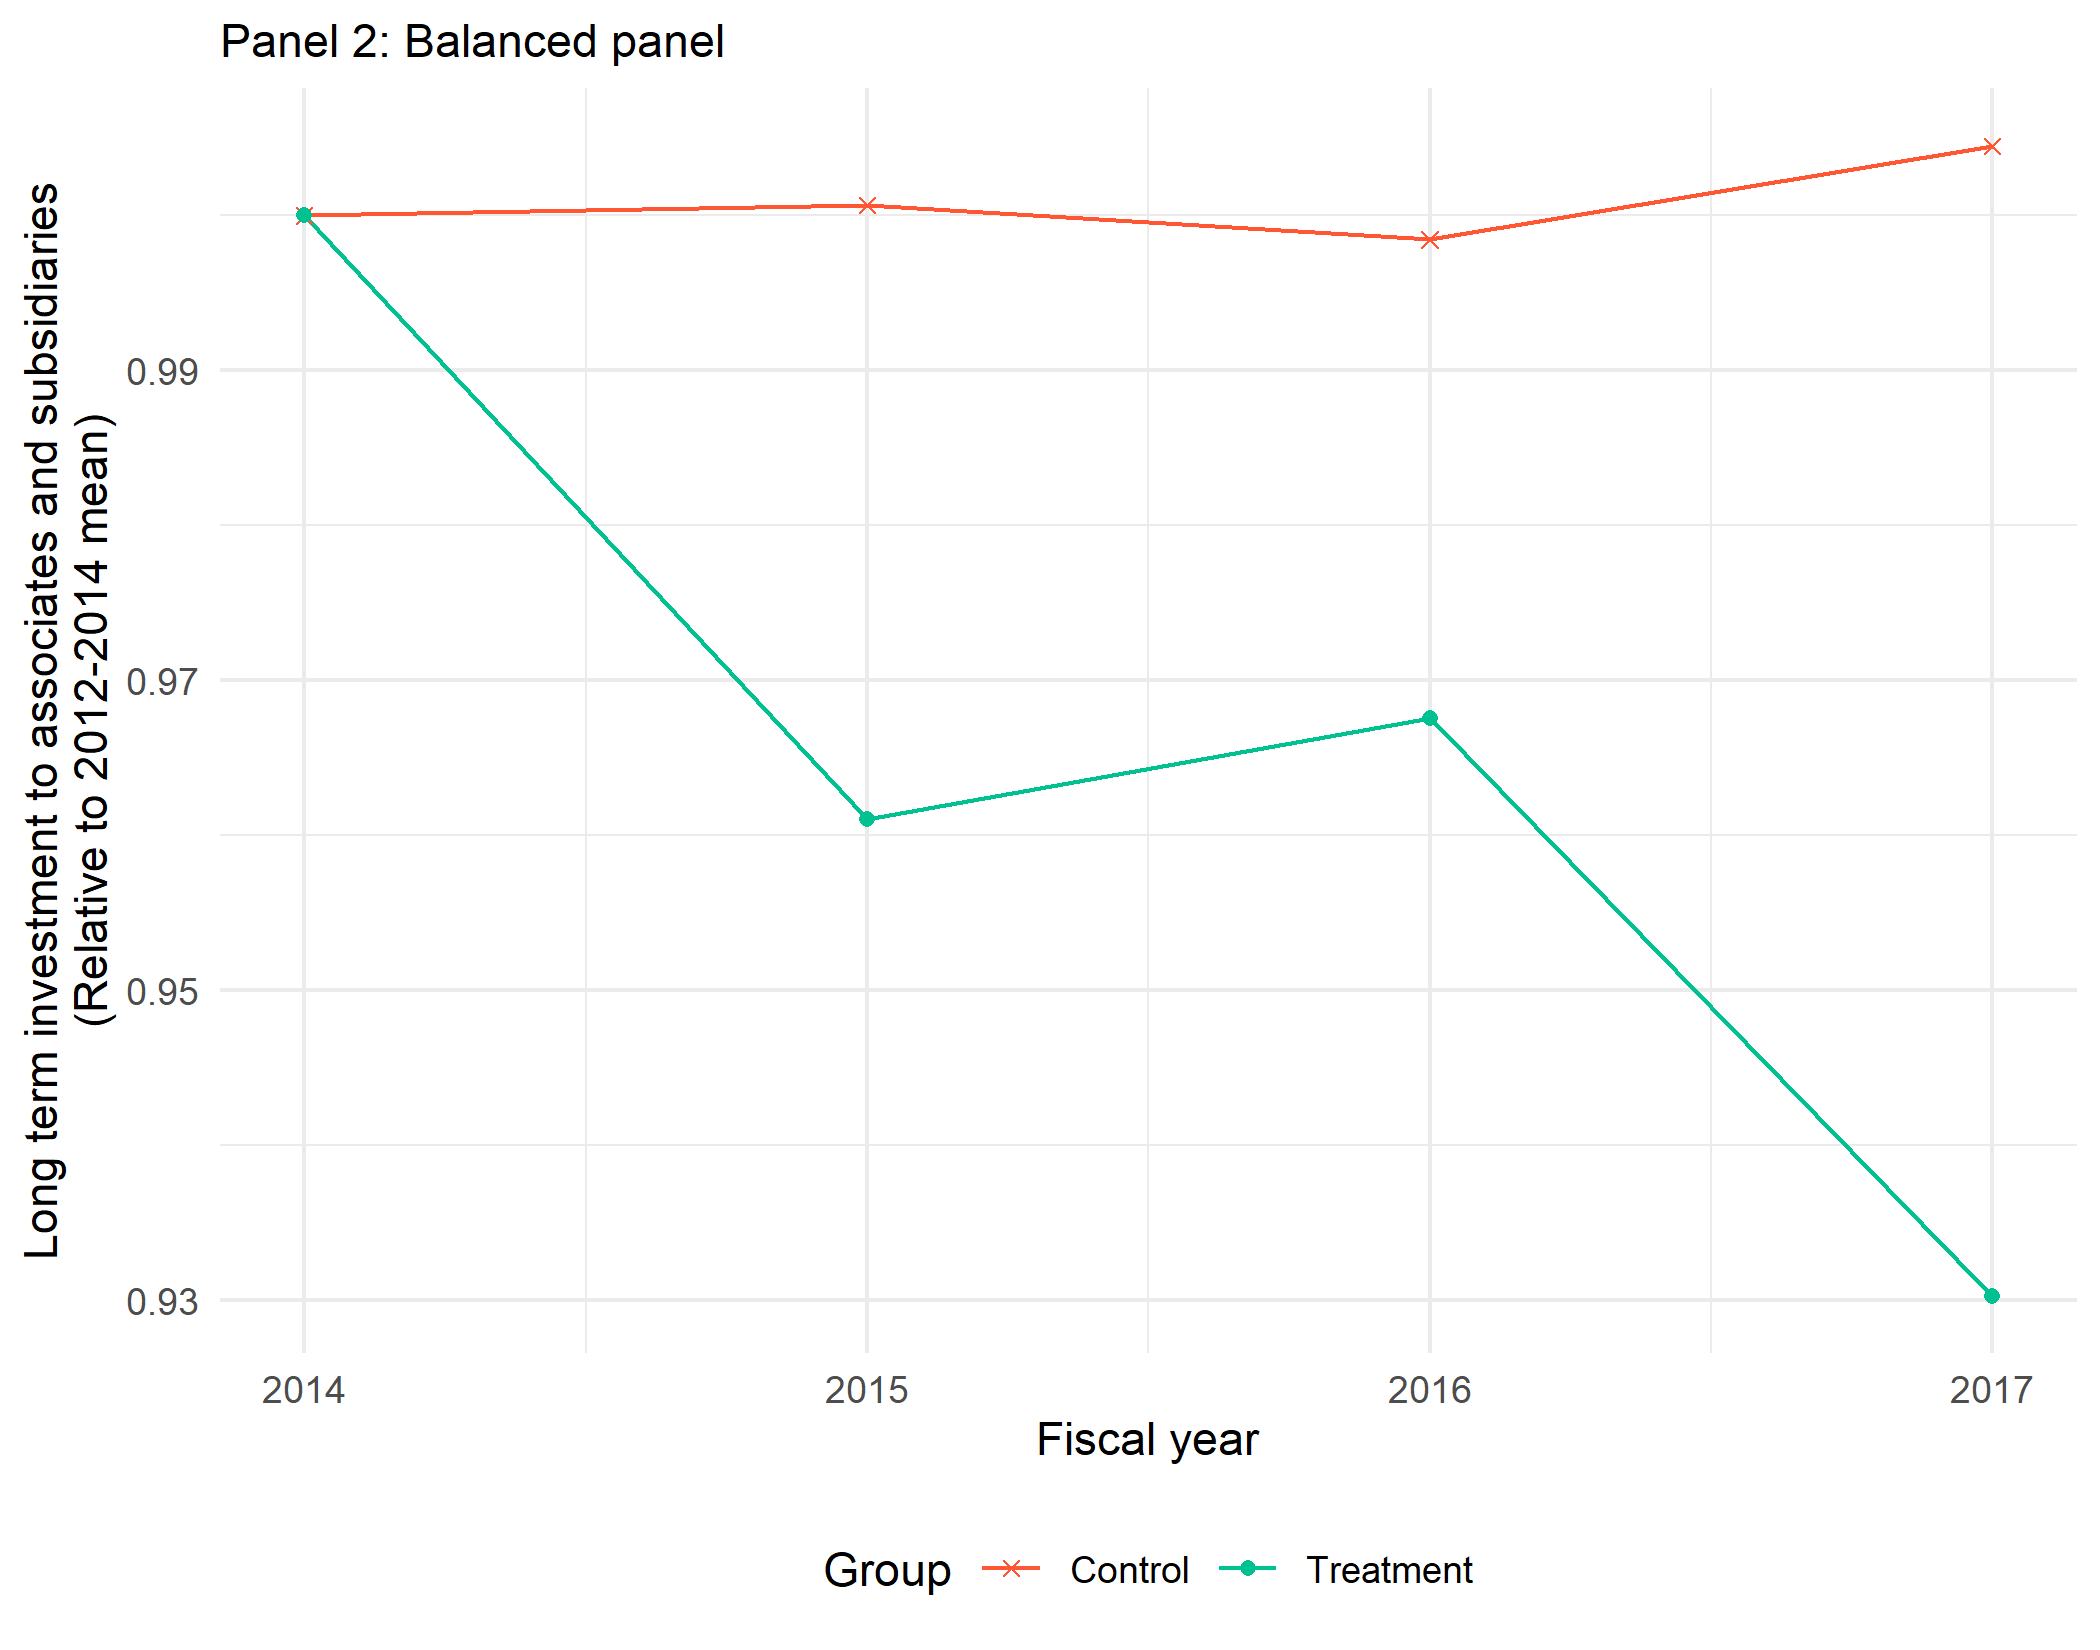 Panel 2: Balanced panel
Long term investment to associates and subsidiaries
(Relative to 2012-2014 mean)
0.99
0.97
0.95
0.93
2014 2015 2016 2017
Fiscal year
Group Control Treatment